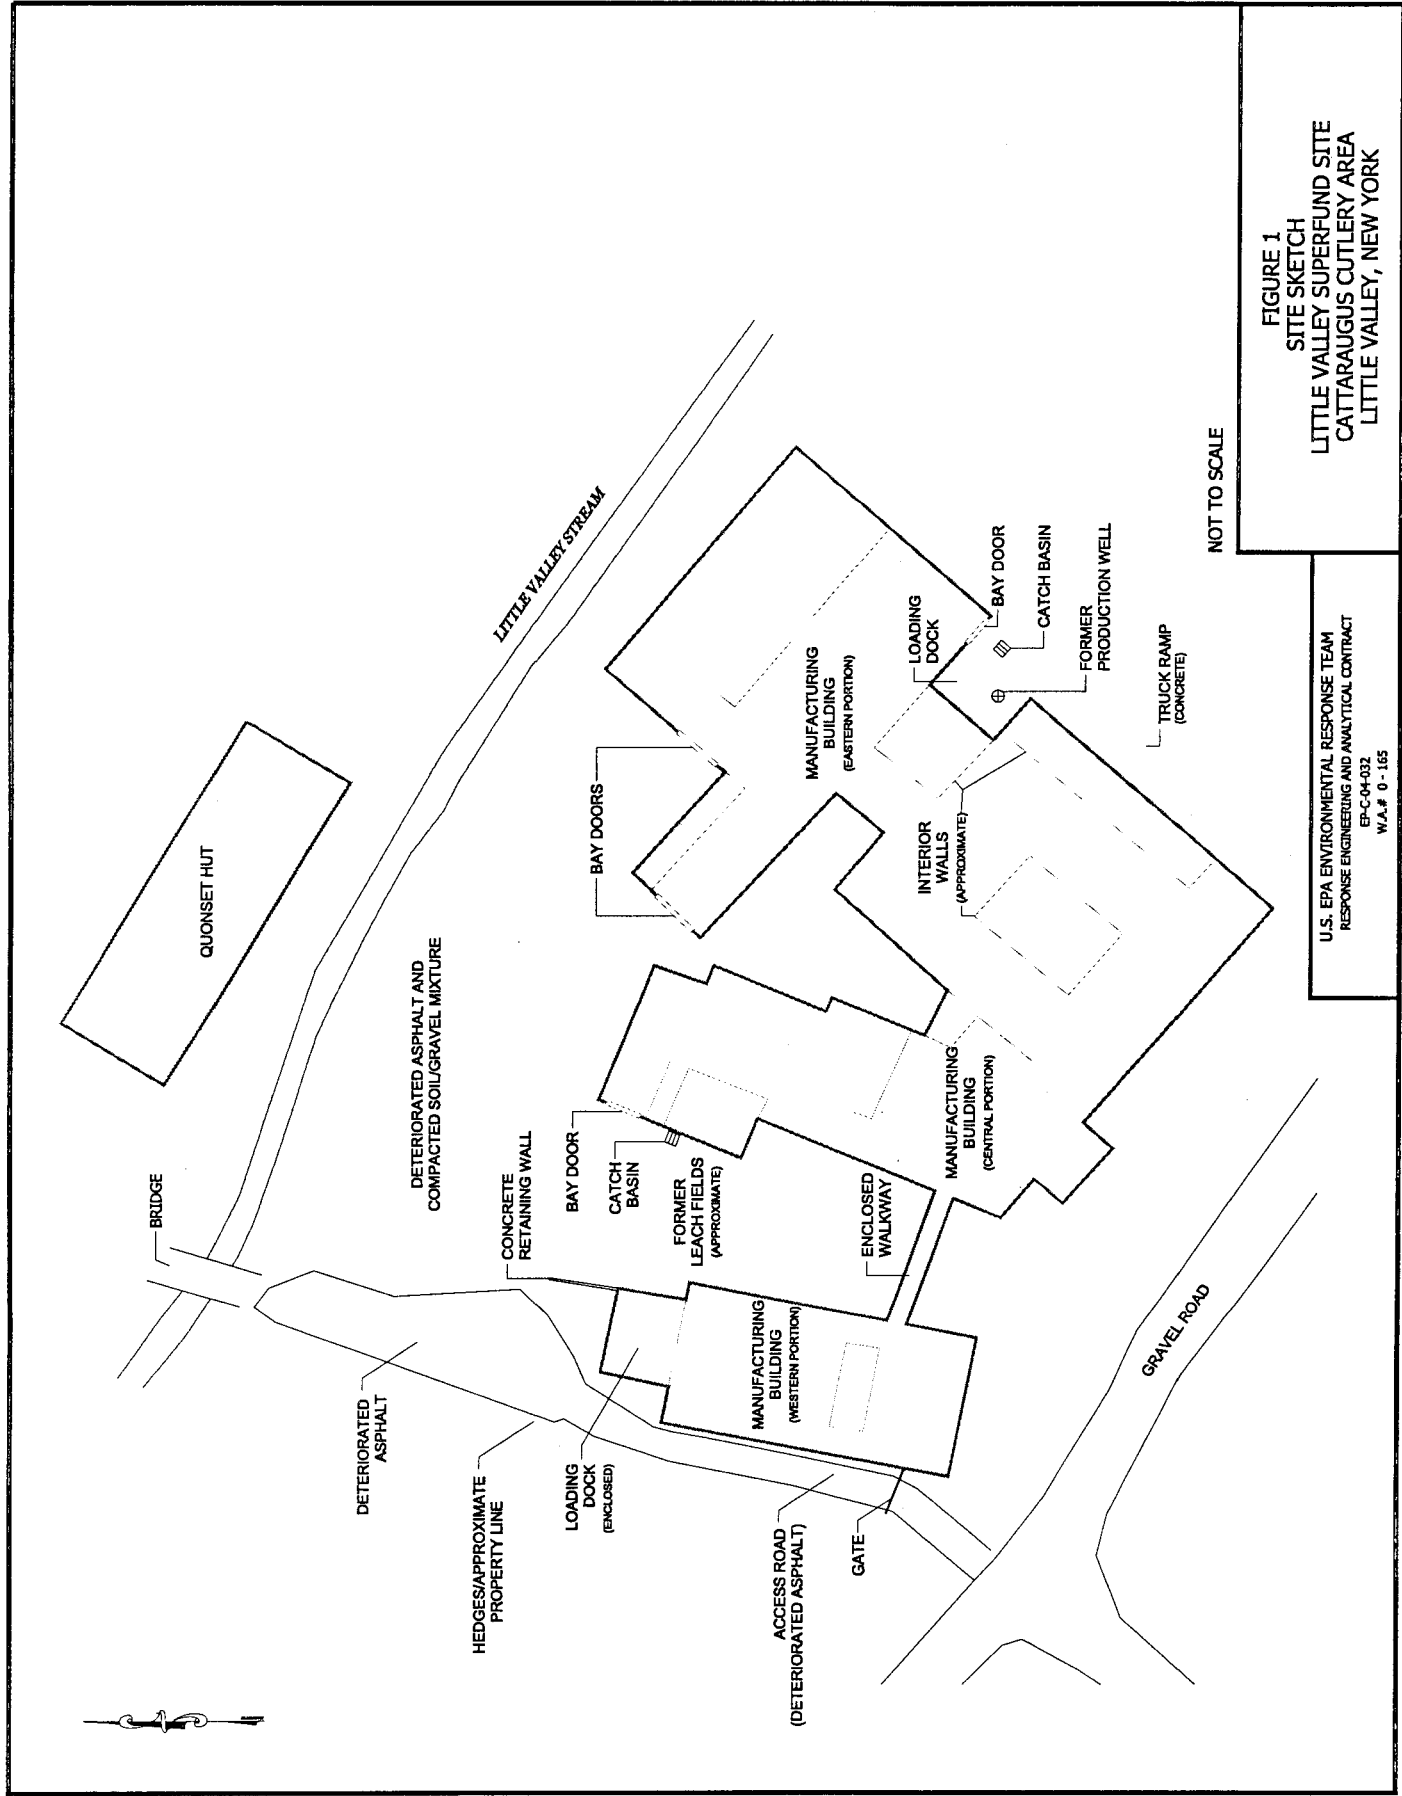 BRIDGE
QUONSET HUT
LITTLE VALLEY STREAM
DETERIORATED ASPHALT AND
COMPACTED SOIL/GRAVEL MIXTURE
DETERIORATED
ASPHALT
HEDGES/APPROXIMATE
PROPERTY LINE
CONCRETE
RETAINING WALL
BAY DOOR
CATCH
BASIN
FORMER
LEACH FIELDS
(APPROXIMATE)
BAY DOORS
LOADING
DOCK
(ENCLOSED)
MANUFACTURING
BUILDING
(WESTERN PORTION)
ENCLOSED
WALKWAY
MANUFACTURING
BUILDING
(CENTRAL PORTION)
MANUFACTURING
BUILDING
(EASTERN PORTION)
INTERIOR
WALLS
(APPROXIMATE)
LOADING
DOCK
BAY DOOR
CATCH BASIN
FORMER
PRODUCTION WELL
TRUCK RAMP
(CONCRETE)
ACCESS ROAD
(DETERIORATED ASPHALT)
GATE
GRAVEL ROAD
NOT TO SCALE
U.S. EPA ENVIRONMENTAL RESPONSE TEAM
RESPONSE ENGINEERING AND ANALYTICAL CONTRACT
EP-C-04-032
W.A.# 0 - 165
FIGURE 1
SITE SKETCH
LITTLE VALLEY SUPERFUND SITE
CATTARAUGUS CUTLERY AREA
LITTLE VALLEY, NEW YORK